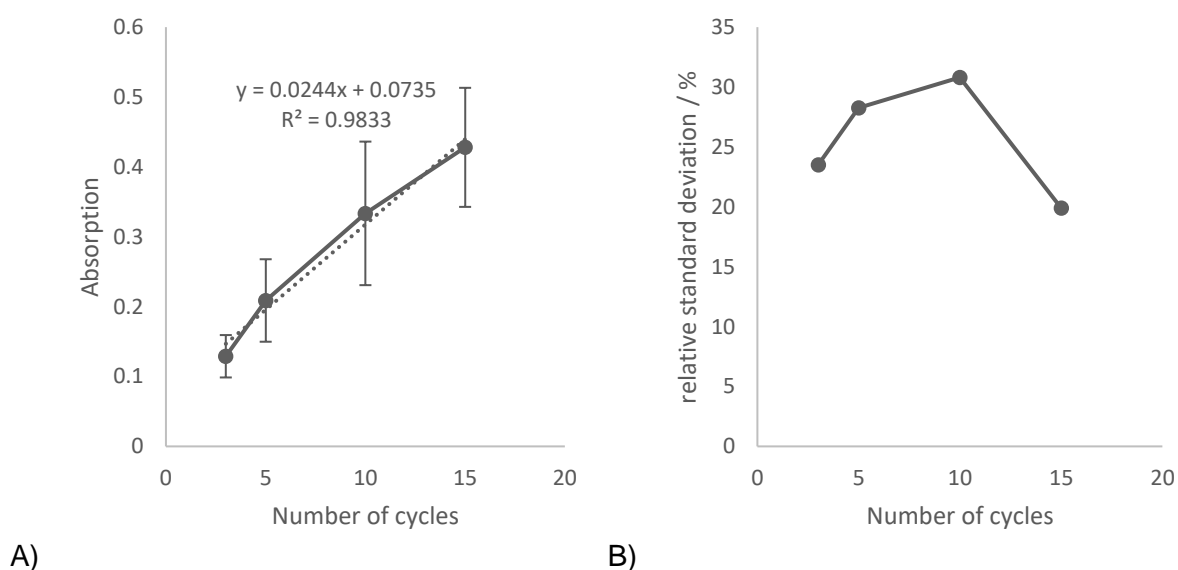 0.6
0.5
0.4
0.3
0.2
0.1
0
Absorption
y = 0.0244x + 0.0735
R² = 0.9833
0 5 10 15 20
Number of cycles
A)
35
30
25
20
15
10
5
0
relative standard deviation / %
0 5 10 15 20
Number of cycles
B)